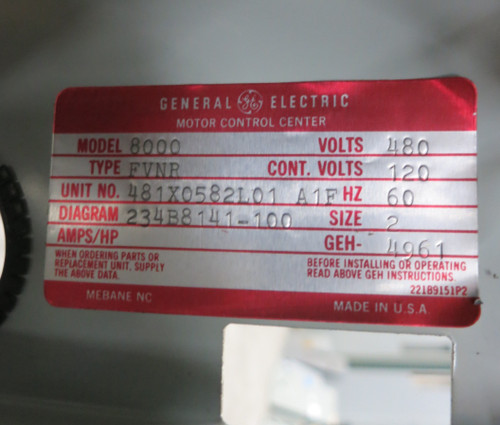 GENERAL GE ELECTRIC
MOTOR CONTROL CENTER
MODEL 8000 VOLTS 480
TYPE FVNR CONT. VOLTS 120
UNIT NO. 481X0582L01 A1F HZ 60
DIAGRAM 234B8141-100 SIZE 2
AMPS/HP GEH- 4961
WHEN ORDERING PARTS OR
REPLACEMENT UNIT, SUPPLY
THE ABOVE DATA.
BEFORE INSTALLING OR OPERATING
READ ABOVE GEH INSTRUCTIONS.
221B9151P2
MEBANE NC MADE IN U.S.A.